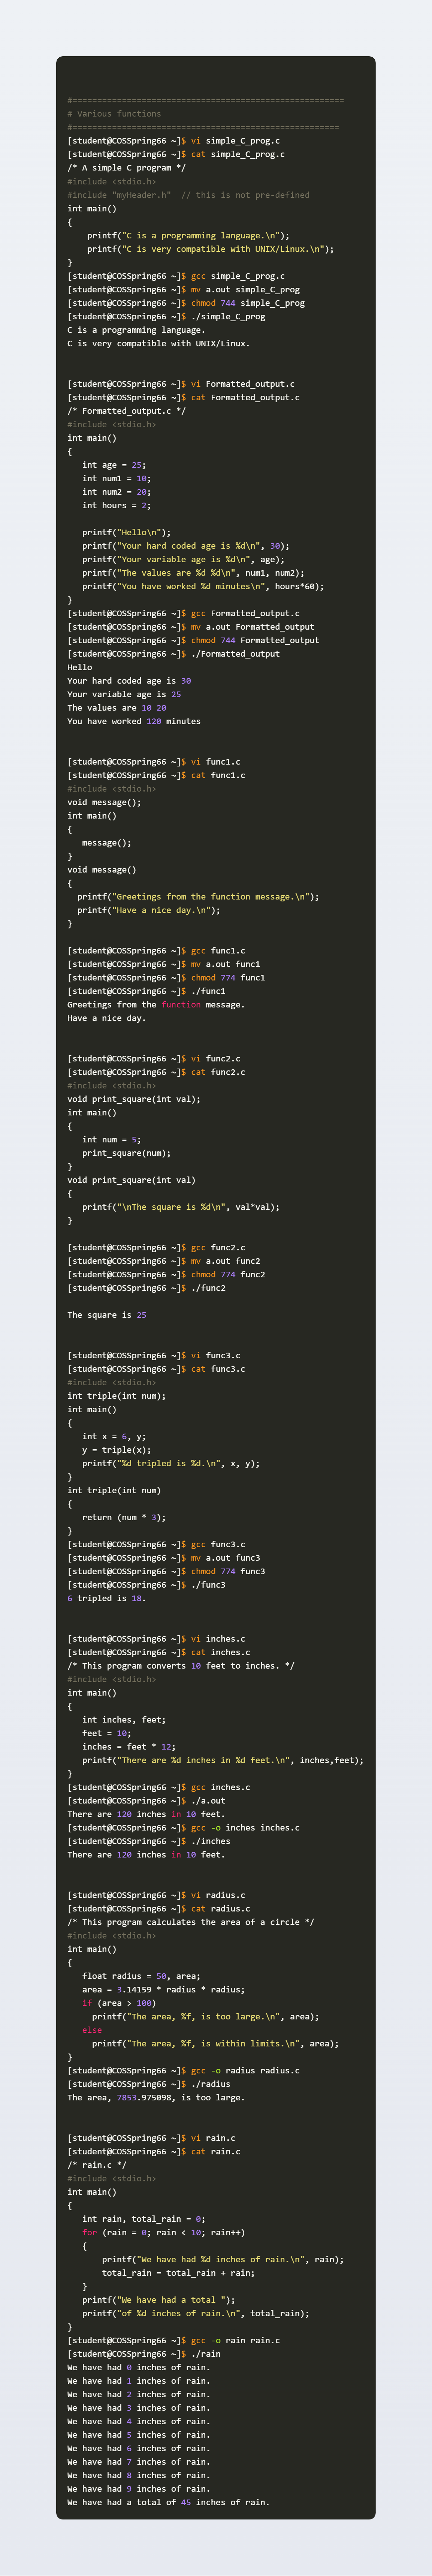 #=======================================================
# Various functions
#======================================================
[student@COSSpring66 ~]$ vi simple_C_prog.c
[student@COSSpring66 ~]$ cat simple_C_prog.c
/* A simple C program */
#include <stdio.h>
#include "myHeader.h"  // this is not pre-defined
int main()
{
    printf("C is a programming language.\n");
    printf("C is very compatible with UNIX/Linux.\n");
}
[student@COSSpring66 ~]$ gcc simple_C_prog.c
[student@COSSpring66 ~]$ mv a.out simple_C_prog
[student@COSSpring66 ~]$ chmod 744 simple_C_prog
[student@COSSpring66 ~]$ ./simple_C_prog
C is a programming language.
C is very compatible with UNIX/Linux.
[student@COSSpring66 ~]$ vi Formatted_output.c
[student@COSSpring66 ~]$ cat Formatted_output.c
/* Formatted_output.c */
#include <stdio.h>
int main()
{
   int age = 25;
   int num1 = 10;
   int num2 = 20;
   int hours = 2;
   printf("Hello\n");
   printf("Your hard coded age is %d\n", 30);
   printf("Your variable age is %d\n", age);
   printf("The values are %d %d\n", num1, num2);
   printf("You have worked %d minutes\n", hours*60);
}
[student@COSSpring66 ~]$ gcc Formatted_output.c
[student@COSSpring66 ~]$ mv a.out Formatted_output
[student@COSSpring66 ~]$ chmod 744 Formatted_output
[student@COSSpring66 ~]$ ./Formatted_output
Hello
Your hard coded age is 30
Your variable age is 25
The values are 10 20
You have worked 120 minutes
[student@COSSpring66 ~]$ vi func1.c
[student@COSSpring66 ~]$ cat func1.c
#include <stdio.h>
void message();
int main()
{
   message();
}
void message()
{
  printf("Greetings from the function message.\n");
  printf("Have a nice day.\n");
}
[student@COSSpring66 ~]$ gcc func1.c
[student@COSSpring66 ~]$ mv a.out func1
[student@COSSpring66 ~]$ chmod 774 func1
[student@COSSpring66 ~]$ ./func1
Greetings from the function message.
Have a nice day.
[student@COSSpring66 ~]$ vi func2.c
[student@COSSpring66 ~]$ cat func2.c
#include <stdio.h>
void print_square(int val);
int main()
{
   int num = 5;
   print_square(num);
}
void print_square(int val)
{
   printf("\nThe square is %d\n", val*val);
}
[student@COSSpring66 ~]$ gcc func2.c
[student@COSSpring66 ~]$ mv a.out func2
[student@COSSpring66 ~]$ chmod 774 func2
[student@COSSpring66 ~]$ ./func2
The square is 25
[student@COSSpring66 ~]$ vi func3.c
[student@COSSpring66 ~]$ cat func3.c
#include <stdio.h>
int triple(int num);
int main()
{
   int x = 6, y;
   y = triple(x);
   printf("%d tripled is %d.\n", x, y);
}
int triple(int num)
{
   return (num * 3);
}
[student@COSSpring66 ~]$ gcc func3.c
[student@COSSpring66 ~]$ mv a.out func3
[student@COSSpring66 ~]$ chmod 774 func3
[student@COSSpring66 ~]$ ./func3
6 tripled is 18.
[student@COSSpring66 ~]$ vi inches.c
[student@COSSpring66 ~]$ cat inches.c
/* This program converts 10 feet to inches. */
#include <stdio.h>
int main()
{
   int inches, feet;
   feet = 10;
   inches = feet * 12;
   printf("There are %d inches in %d feet.\n", inches,feet);
}
[student@COSSpring66 ~]$ gcc inches.c
[student@COSSpring66 ~]$ ./a.out
There are 120 inches in 10 feet.
[student@COSSpring66 ~]$ gcc -o inches inches.c
[student@COSSpring66 ~]$ ./inches
There are 120 inches in 10 feet.
[student@COSSpring66 ~]$ vi radius.c
[student@COSSpring66 ~]$ cat radius.c
/* This program calculates the area of a circle */
#include <stdio.h>
int main()
{
   float radius = 50, area;
   area = 3.14159 * radius * radius;
   if (area > 100)
     printf("The area, %f, is too large.\n", area);
   else
     printf("The area, %f, is within limits.\n", area);
}
[student@COSSpring66 ~]$ gcc -o radius radius.c
[student@COSSpring66 ~]$ ./radius
The area, 7853.975098, is too large.
[student@COSSpring66 ~]$ vi rain.c
[student@COSSpring66 ~]$ cat rain.c
/* rain.c */
#include <stdio.h>
int main()
{
   int rain, total_rain = 0;
   for (rain = 0; rain < 10; rain++)
   {
       printf("We have had %d inches of rain.\n", rain);
       total_rain = total_rain + rain;
   }
   printf("We have had a total ");
   printf("of %d inches of rain.\n", total_rain);
}
[student@COSSpring66 ~]$ gcc -o rain rain.c
[student@COSSpring66 ~]$ ./rain
We have had 0 inches of rain.
We have had 1 inches of rain.
We have had 2 inches of rain.
We have had 3 inches of rain.
We have had 4 inches of rain.
We have had 5 inches of rain.
We have had 6 inches of rain.
We have had 7 inches of rain.
We have had 8 inches of rain.
We have had 9 inches of rain.
We have had a total of 45 inches of rain.